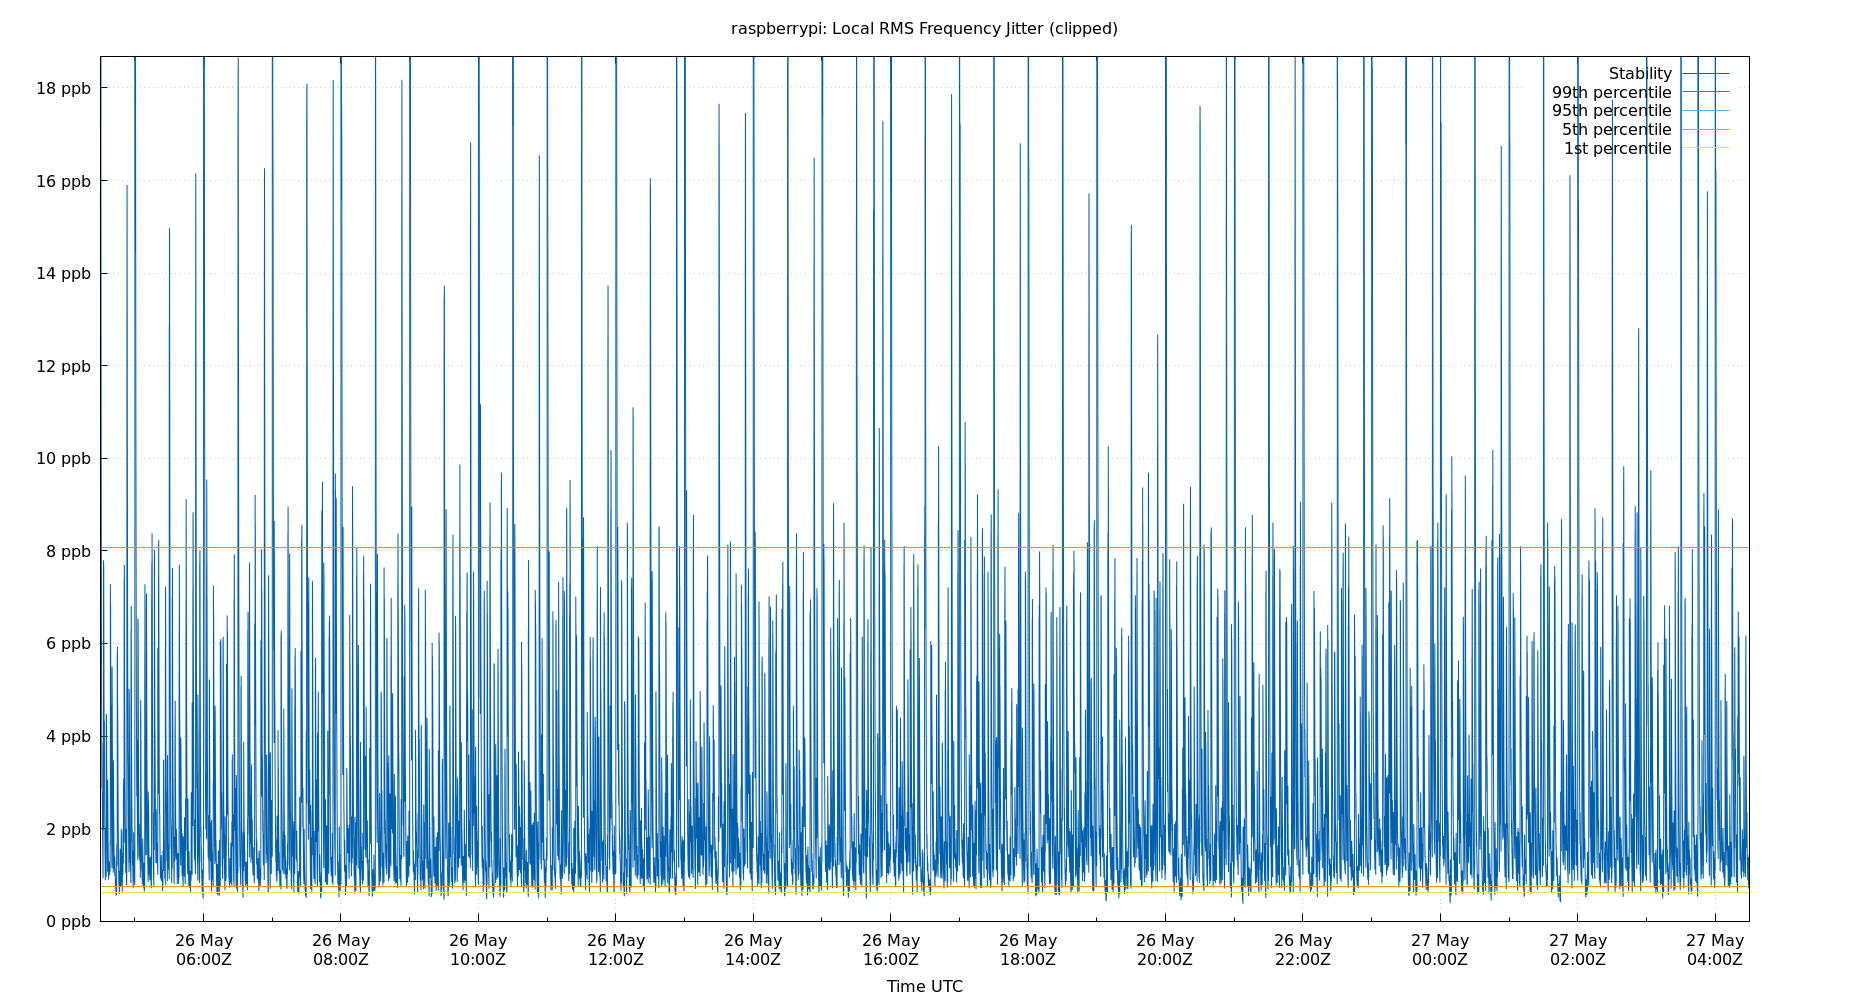 raspberrypi: Local RMS Frequency Jitter (clipped)
Stability
99th percentile
95th percentile
5th percentile
1st percentile
18 ppb
16 ppb
14 ppb
12 ppb
10 ppb
8 ppb
6 ppb
4 ppb
2 ppb
0 ppb
26 May 26 May 26 May 26 May 26 May 26 May 26 May 26 May 26 May 27 May 27 May 27 May
06:00Z 08:00Z 10:00Z 12:00Z 14:00Z 16:00Z 18:00Z 20:00Z 22:00Z 00:00Z 02:00Z 04:00Z
Time UTC